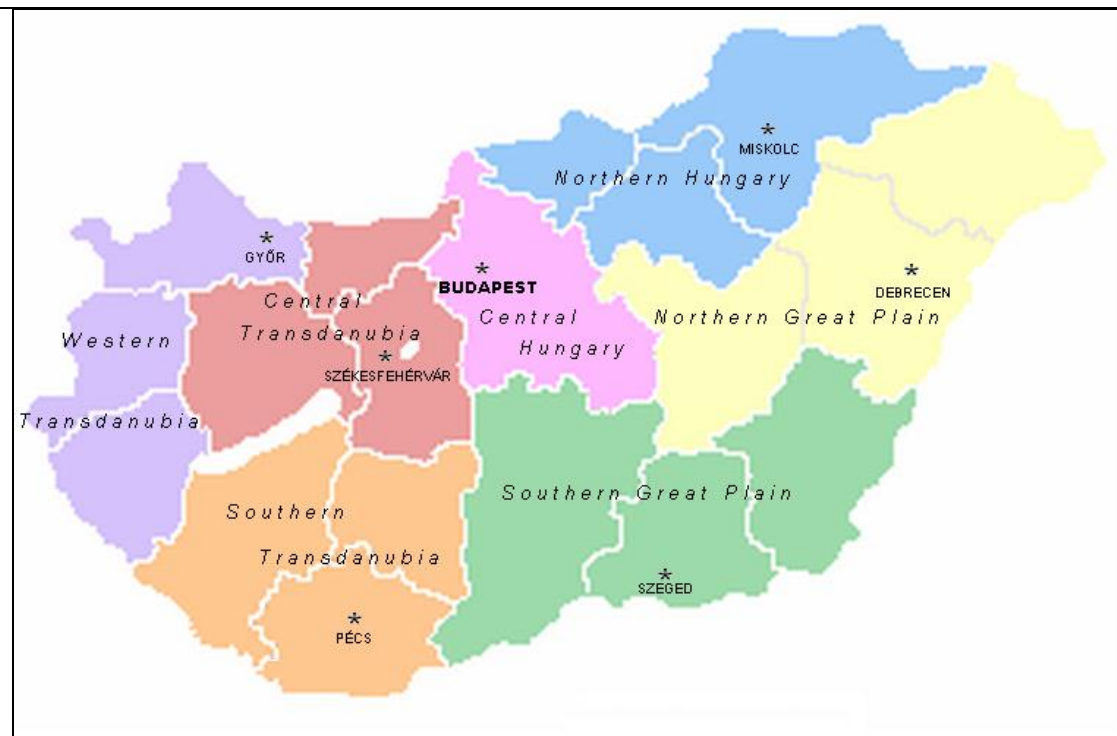 *
MISKOLC
Northern Hungary
*
GYŐR
*
BUDAPEST
*
DEBRECEN
Central
Transdanubia
Central
Hungary
Northern Great Plain
Western
Transdanubia
*
SZÉKESFEHÉRVÁR
Southern
Transdanubia
Southern Great Plain
*
SZEGED
*
PÉCS